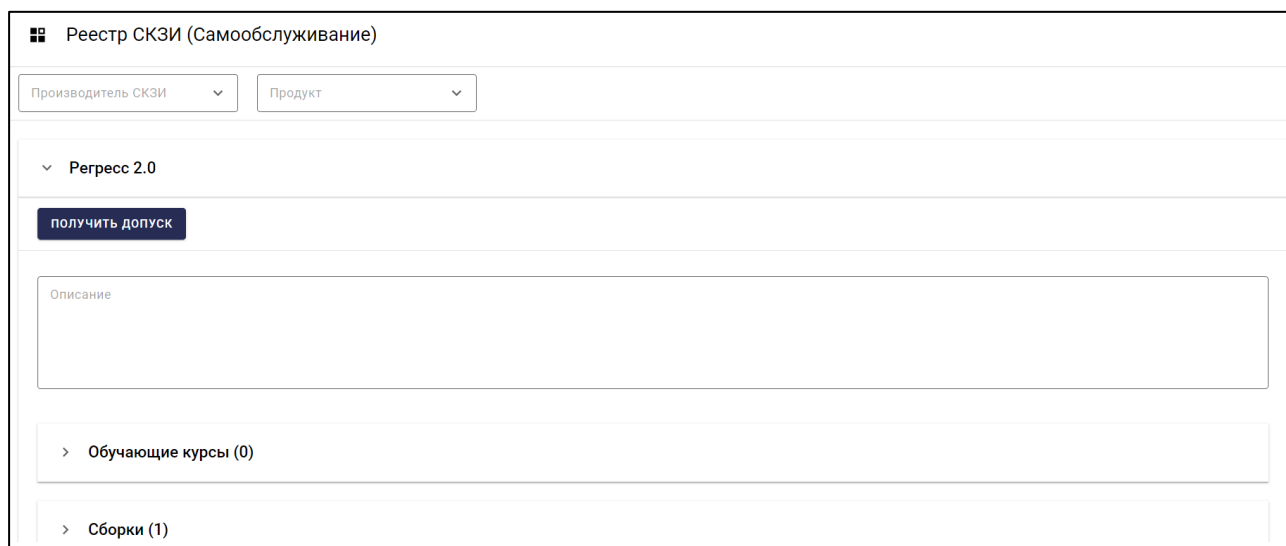 Реестр СКЗИ (Самообслуживание)
Производитель СКЗИ
Продукт
Регресс 2.0
ПОЛУЧИТЬ ДОПУСК
Описание
Обучающие курсы (0)
Сборки (1)